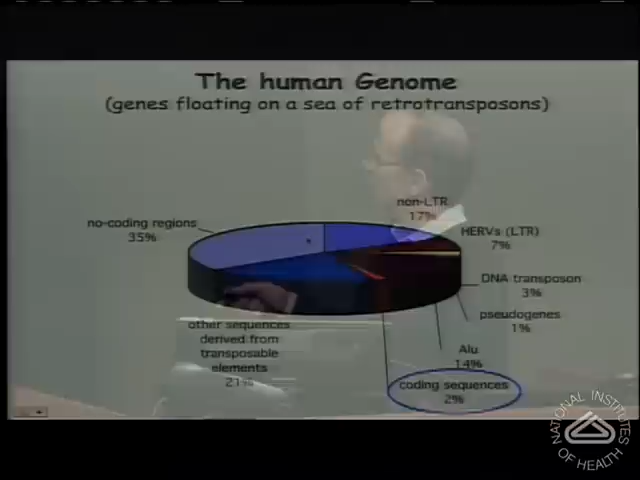 The human Genome
(genes floating on a sea of retrotransposons)
non-LTR
17%
no-coding regions
35%
HERVs (LTR)
7%
DNA transposon
3%
pseudogenes
1%
Alu
14%
other sequences
derived from
transposable
elements
21%
coding sequences
2%
NATIONAL INSTITUTES
OF HEALTH